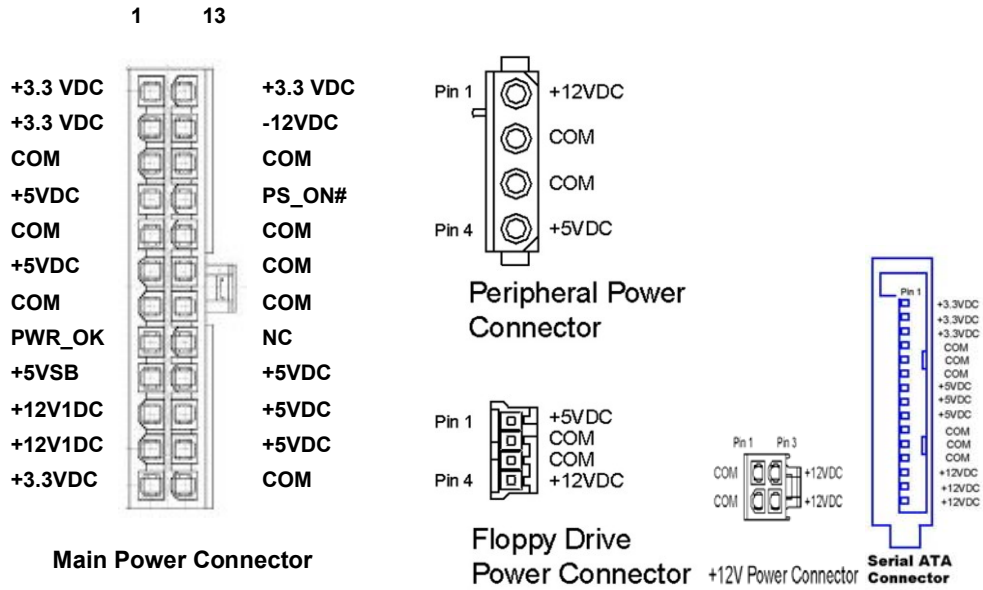 1 13
+3.3 VDC +3.3 VDC
+3.3 VDC -12VDC
COM COM
+5VDC PS_ON#
COM COM
+5VDC COM
COM COM
PWR_OK NC
+5VSB +5VDC
+12V1DC +5VDC
+12V1DC +5VDC
+3.3VDC COM
Main Power Connector
Pin 1 +12VDC
COM
COM
Pin 4 +5VDC
Peripheral Power
Connector
Pin 1 +5VDC
COM
COM
Pin 4 +12VDC
Floppy Drive
Power Connector
Pin 1 Pin 3
COM +12VDC
COM +12VDC
+12V Power Connector
Pin 1
+3.3VDC
+3.3VDC
+3.3VDC
COM
COM
COM
+5VDC
+5VDC
+5VDC
COM
COM
COM
+12VDC
+12VDC
+12VDC
Serial ATA
Connector